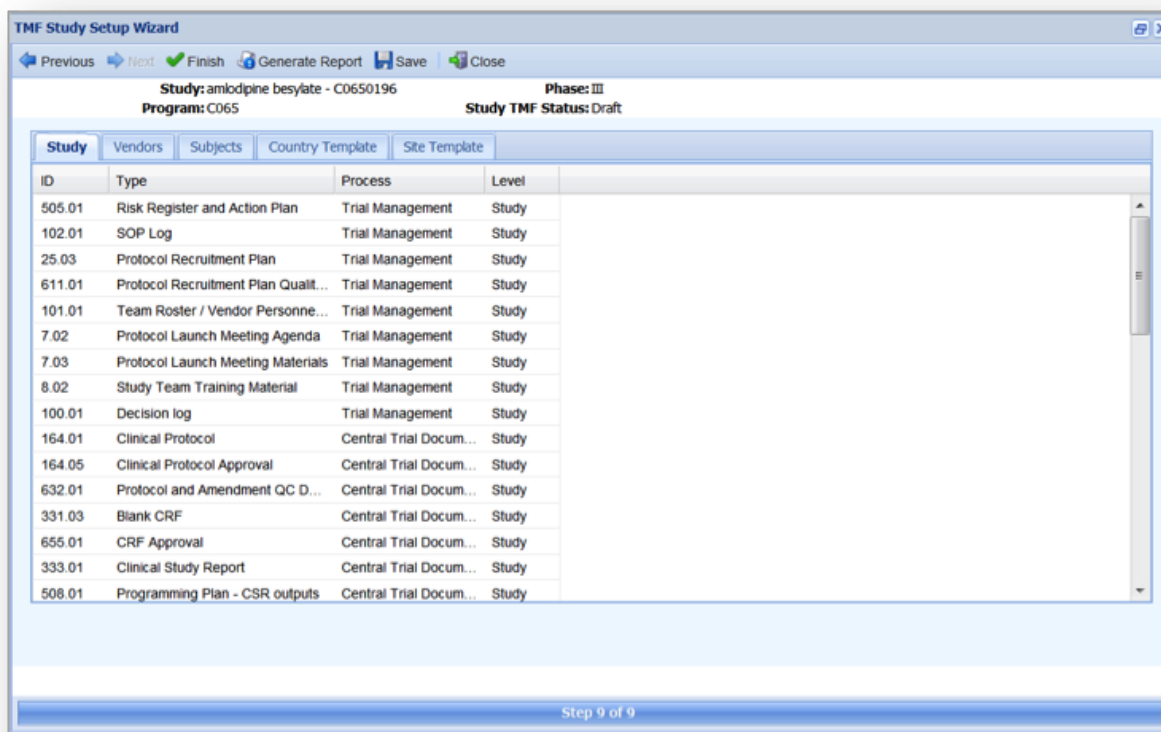 TMF Study Setup Wizard
Previous Next Finish Generate Report Save Close
Study: amlodipine besylate - C0650196 Phase: III
Program: C065 Study TMF Status: Draft
Study Vendors Subjects Country Template Site Template
ID Type Process Level
505.01 Risk Register and Action Plan Trial Management Study
102.01 SOP Log Trial Management Study
25.03 Protocol Recruitment Plan Trial Management Study
611.01 Protocol Recruitment Plan Qualit... Trial Management Study
101.01 Team Roster / Vendor Personne... Trial Management Study
7.02 Protocol Launch Meeting Agenda Trial Management Study
7.03 Protocol Launch Meeting Materials Trial Management Study
8.02 Study Team Training Material Trial Management Study
100.01 Decision log Trial Management Study
164.01 Clinical Protocol Central Trial Docum... Study
164.05 Clinical Protocol Approval Central Trial Docum... Study
632.01 Protocol and Amendment QC D... Central Trial Docum... Study
331.03 Blank CRF Central Trial Docum... Study
655.01 CRF Approval Central Trial Docum... Study
333.01 Clinical Study Report Central Trial Docum... Study
508.01 Programming Plan - CSR outputs Central Trial Docum... Study
Step 9 of 9